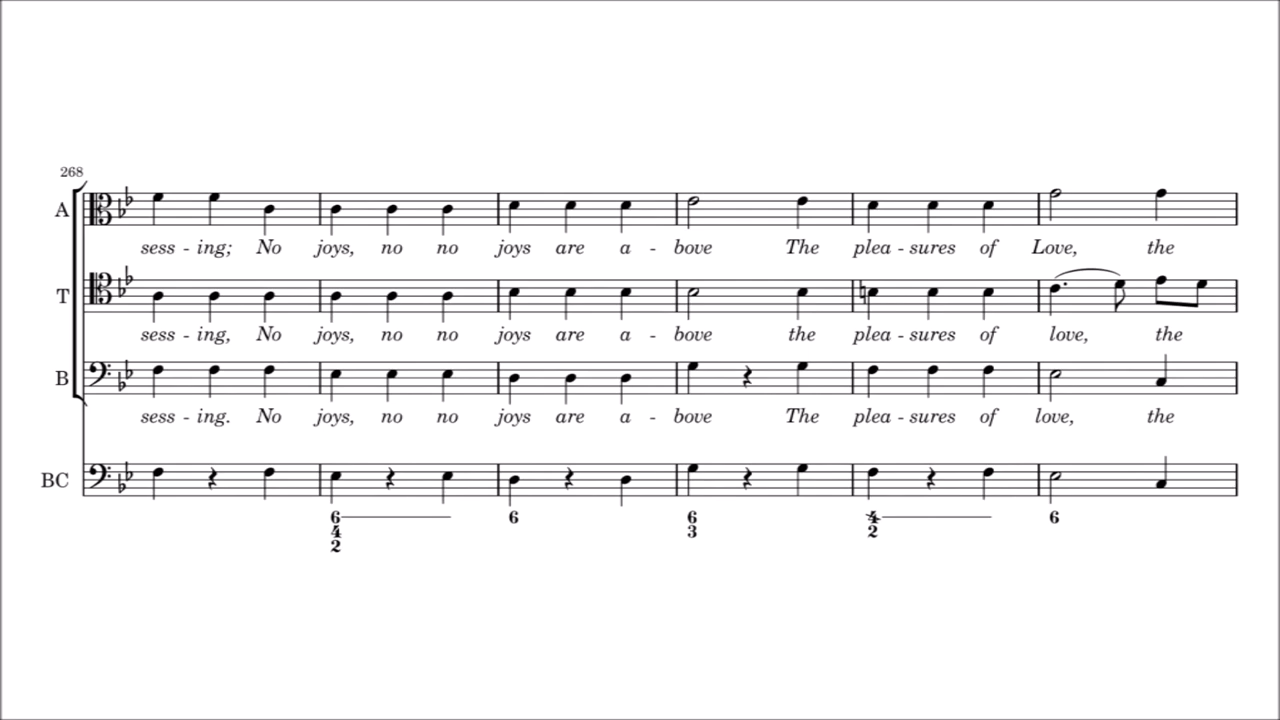 268
A
sess - ing; No joys, no no joys are a - bove The plea - sures of Love, the
T
sess - ing, No joys, no no joys are a - bove the plea - sures of love, the
B
sess - ing. No joys, no no joys are a - bove The plea - sures of love, the
BC
6 6 6 4 6
4 3 2
2